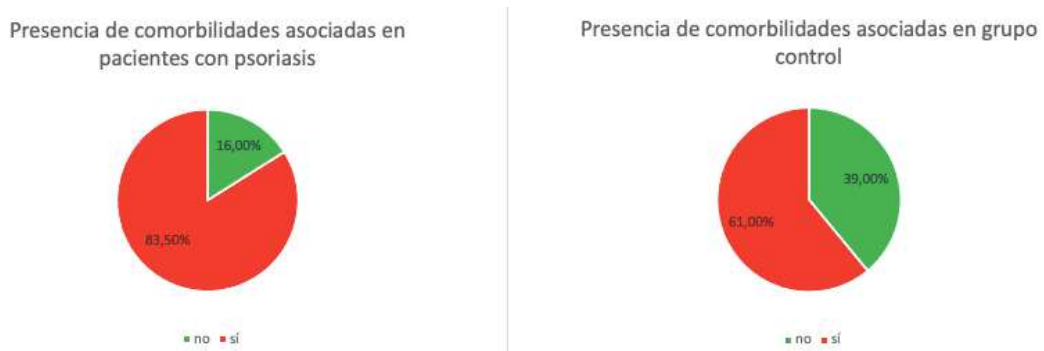 Presencia de comorbilidades asociadas en
pacientes con psoriasis
16,00%
83,50%
no sí
Presencia de comorbilidades asociadas en grupo
control
39,00%
61,00%
no sí